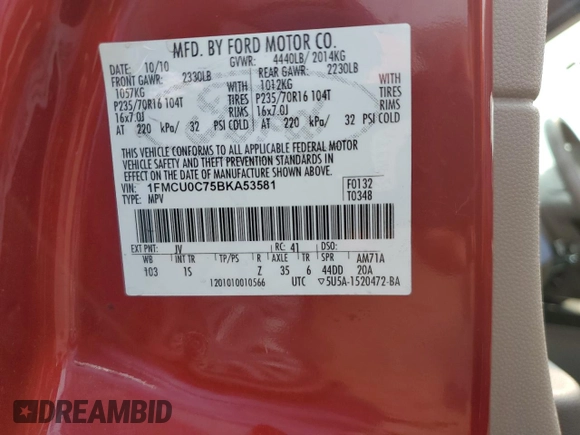 MFD. BY FORD MOTOR CO.
DATE: 10/10 GVWR: 4440LB/ 2014KG
FRONT GAWR: 2330LB REAR GAWR: 2230LB
1057KG WITH 1012KG WITH
P235/70R16 104T TIRES P235/70R16 104T TIRES
16x7.0J RIMS 16x7.0J RIMS
AT 220 kPa/ 32 PSI COLD AT 220 kPa/ 32 PSI COLD
THIS VEHICLE CONFORMS TO ALL APPLICABLE FEDERAL MOTOR
VEHICLE SAFETY AND THEFT PREVENTION STANDARDS IN
EFFECT ON THE DATE OF MANUFACTURE SHOWN ABOVE.
VIN: 1FMCU0C75BKA53581 F0132
TYPE: MPV T0348
EXT PNT: JV RC: 41 DSO:
WB INT TR TP/PS R AXLE TR SPR AM71A
103 1S Z 35 6 44DD 20A
1201010010566 UTC ▽5U5A-1520472-BA
DREAMBID